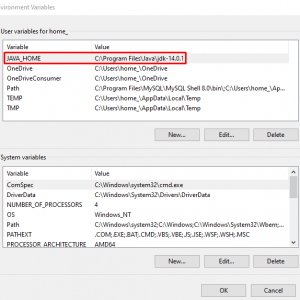 vironment Variables
User variables for home_
Variable Value
JAVA_HOME C:\Program Files\Java\jdk-14.0.1
OneDrive C:\Users\home_\OneDrive
OneDriveConsumer C:\Users\home_\OneDrive
Path C:\Program Files\MySQL\MySQL Shell 8.0\bin\;C:\Users\home_\Ap...
TEMP C:\Users\home_\AppData\Local\Temp
TMP C:\Users\home_\AppData\Local\Temp
New... Edit... Delete
System variables
Variable Value
ComSpec C:\Windows\system32\cmd.exe
DriverData C:\Windows\System32\Drivers\DriverData
NUMBER_OF_PROCESSORS 4
OS Windows_NT
Path C:\Windows\system32;C:\Windows;C:\Windows\System32\Wbem;...
PATHEXT .COM;.EXE;.BAT;.CMD;.VBS;.VBE;.JS;.JSE;.WSF;.WSH;.MSC
PROCESSOR_ARCHITECTURE AMD64
New... Edit... Delete
OK Cancel